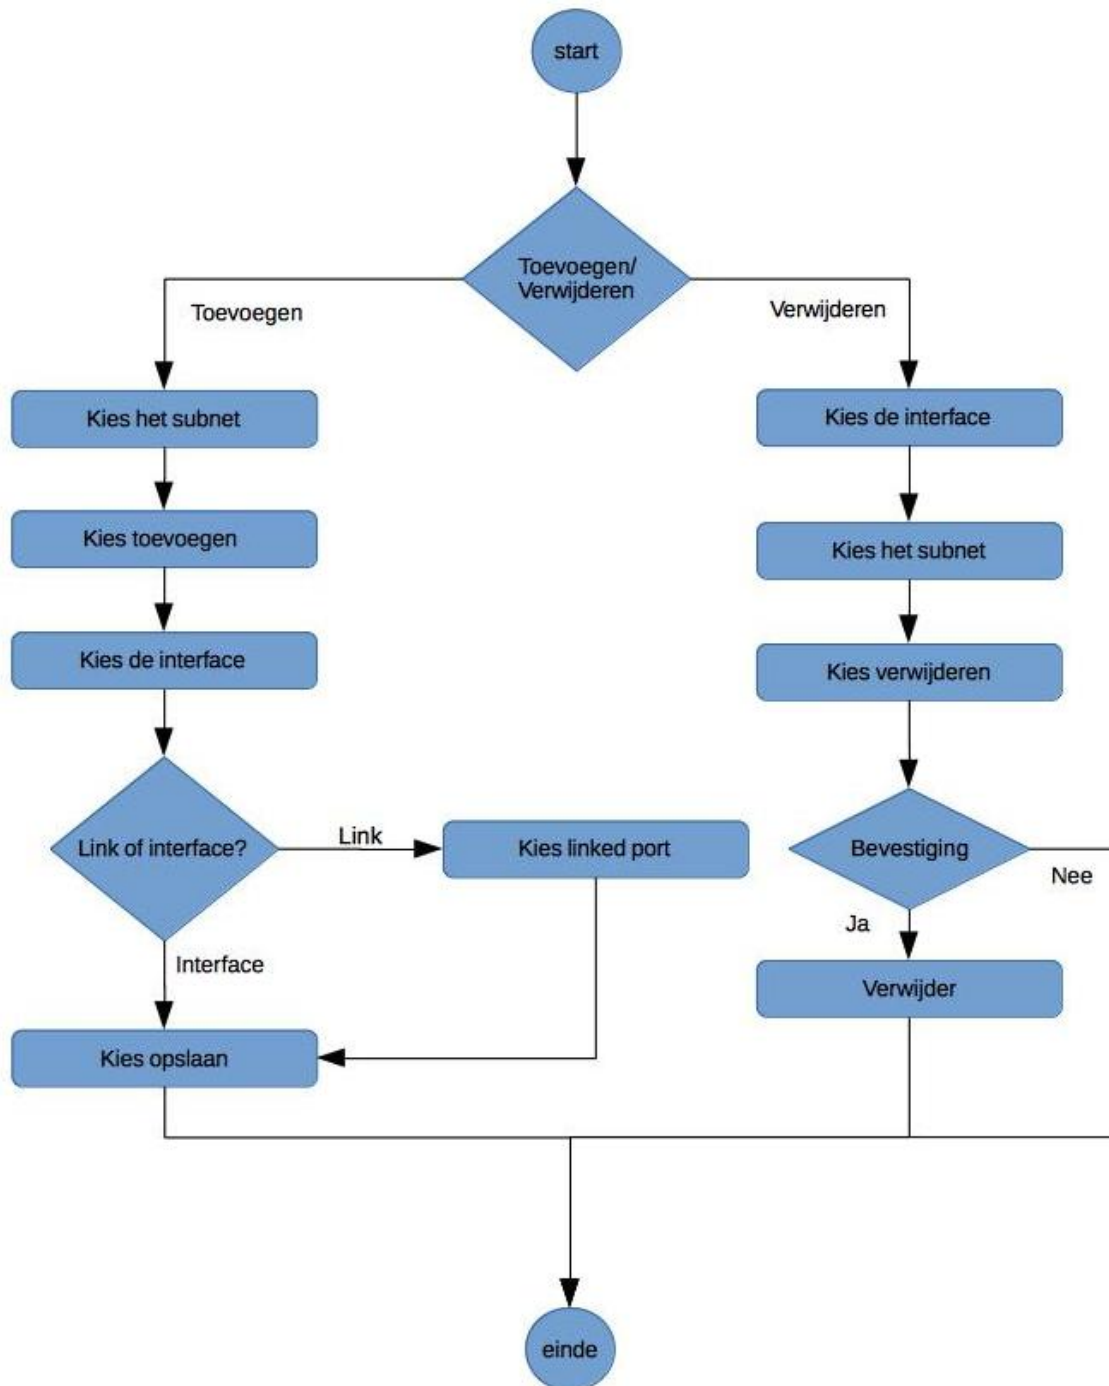 start
Toevoegen/
Verwijderen
Toevoegen
Verwijderen
Kies het subnet
Kies toevoegen
Kies de interface
Link of interface?
Link
Kies linked port
Interface
Kies opslaan
Kies de interface
Kies het subnet
Kies verwijderen
Bevestiging
Nee
Ja
Verwijder
einde